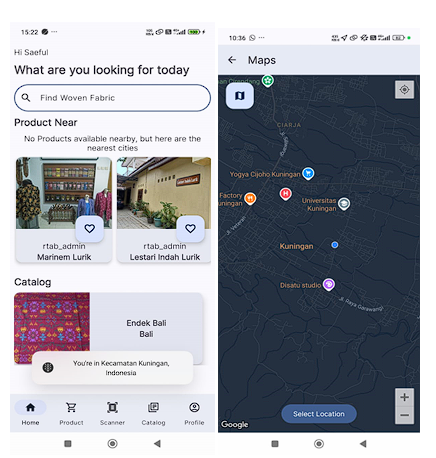 15:22
Hi Saeful
What are you looking for today
Find Woven Fabric
Product Near
No Products available nearby, but here are the
nearest cities
rtab_admin
Marinem Lurik
rtab_admin
Lestari Indah Lurik
Catalog
Endek Bali
Bali
You're in Kecamatan Kuningan,
Indonesia
Home
Product
Scanner
Catalog
Profile
10:36
Maps
CIARJA
Yogya Cijoho Kuningan
Factory
Kuningan
H
Universitas
Kuningan
Jl. Veteran
Kuningan
Disatu studio
Jl. Raya Garawangi
Select Location
Google